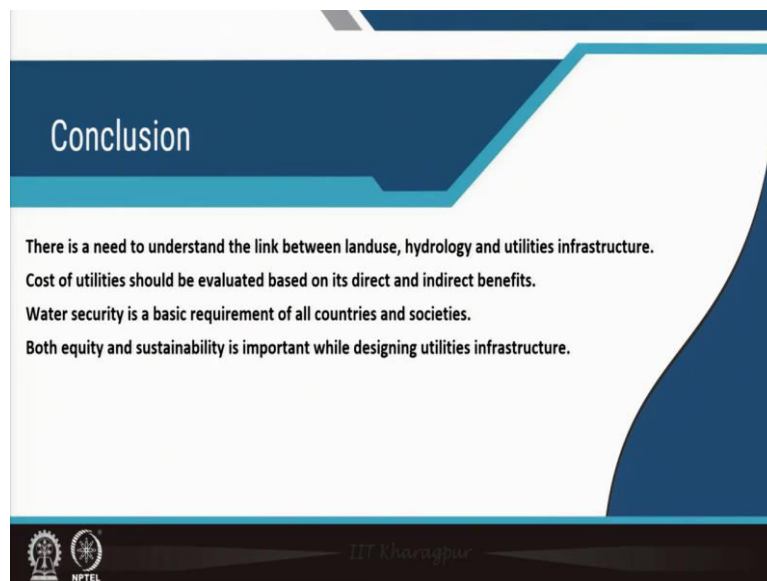 Conclusion
There is a need to understand the link between landuse, hydrology and utilities infrastructure.
Cost of utilities should be evaluated based on its direct and indirect benefits.
Water security is a basic requirement of all countries and societies.
Both equity and sustainability is important while designing utilities infrastructure.
NPTEL
IIT Kharagpur